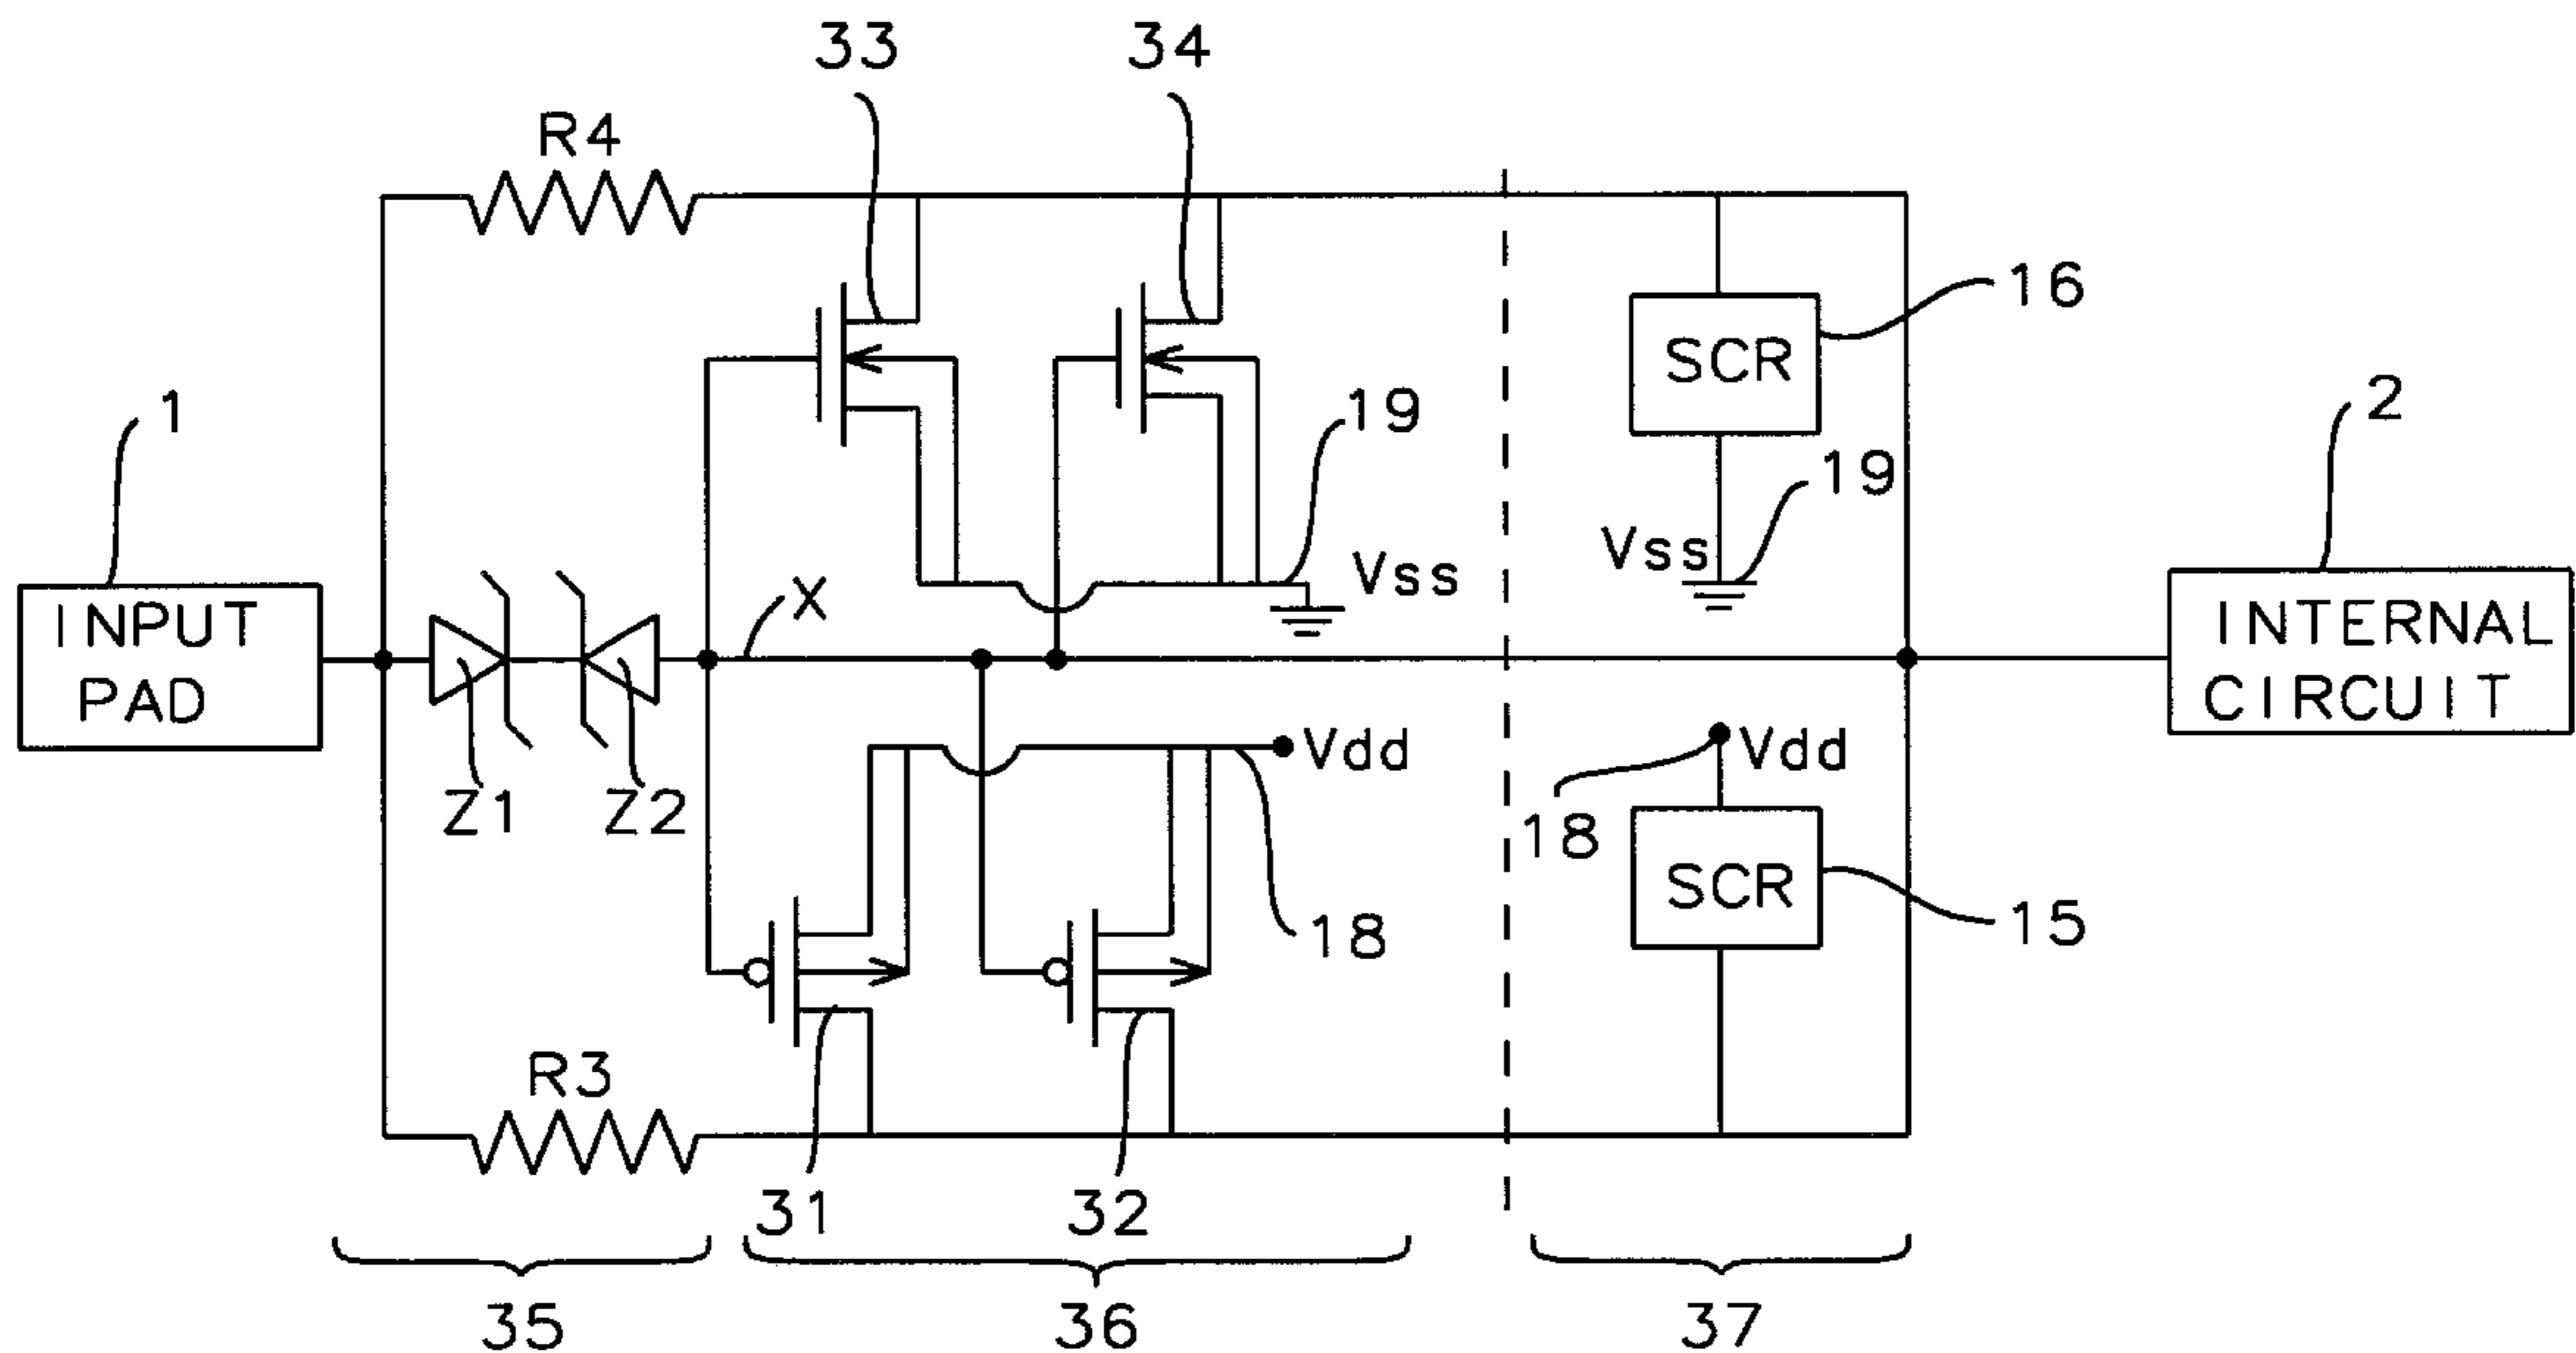 33
34
R4
16
SCR
1
19
2
19
Vss
Vss
X
INPUT
PAD
INTERNAL
CIRCUIT
Vdd
Vdd
Z1
Z2
18
SCR
18
15
R3
31
32
35
36
37